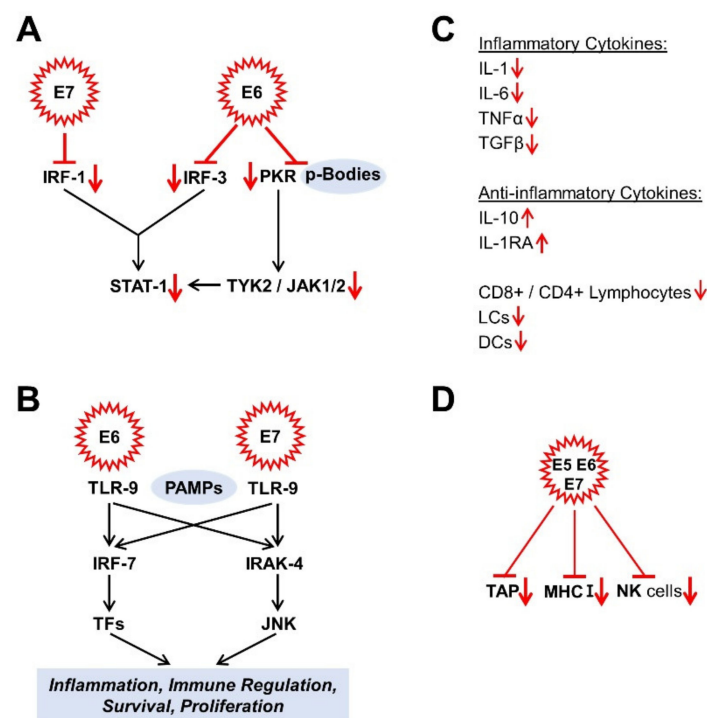 A
E7
E6
IRF-1
IRF-3
PKR
p-Bodies
STAT-1
TYK2 / JAK1/2
B
E6
E7
TLR-9
PAMPs
TLR-9
IRF-7
IRAK-4
TFs
JNK
Inflammation, Immune Regulation,
Survival, Proliferation
C
Inflammatory Cytokines:
IL-1
IL-6
TNFα
TGFβ
Anti-inflammatory Cytokines:
IL-10
IL-1RA
CD8+ / CD4+ Lymphocytes
LCs
DCs
D
E5 E6
E7
TAP
MHC I
NK cells